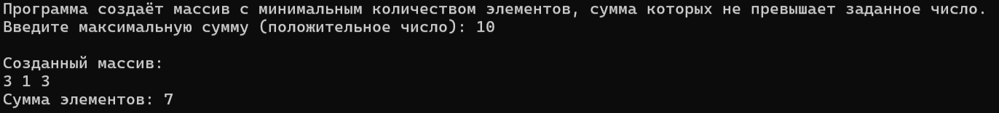 Программа создаёт массив с минимальным количеством элементов, сумма которых не превышает заданное число.
Введите максимальную сумму (положительное число): 10
Созданный массив:
3 1 3
Сумма элементов: 7